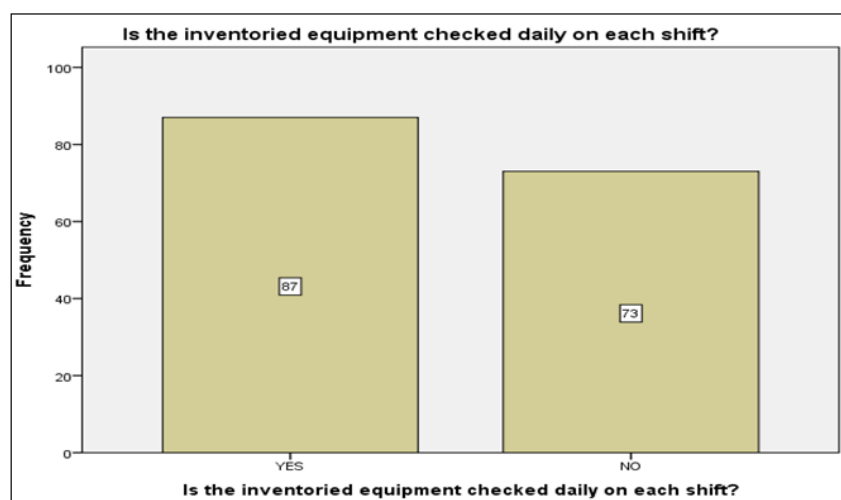 Is the inventoried equipment checked daily on each shift?
100
80
60
40
20
0
Frequency
87
73
YES
NO
Is the inventoried equipment checked daily on each shift?